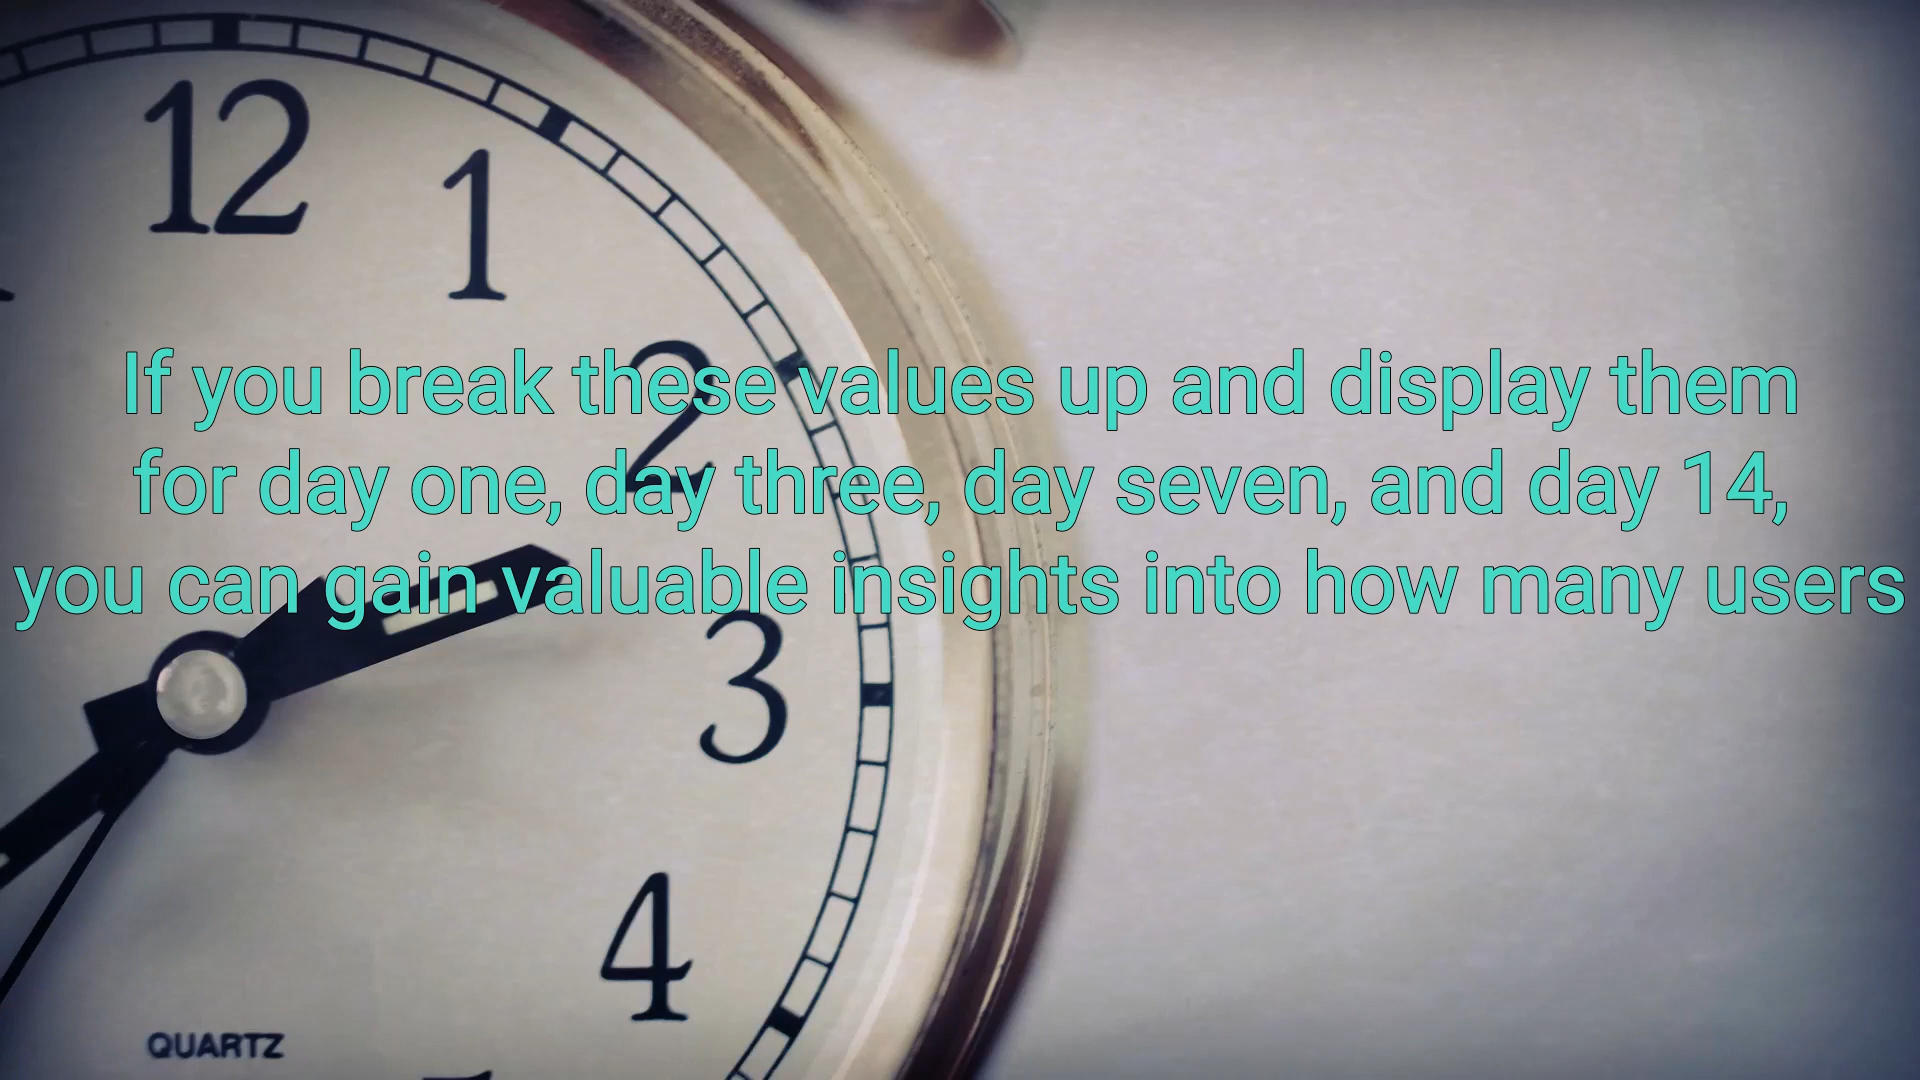 12
1
2
If you break these values up and display them
for day one, day three, day seven, and day 14,
you can gain valuable insights into how many users
3
4
QUARTZ